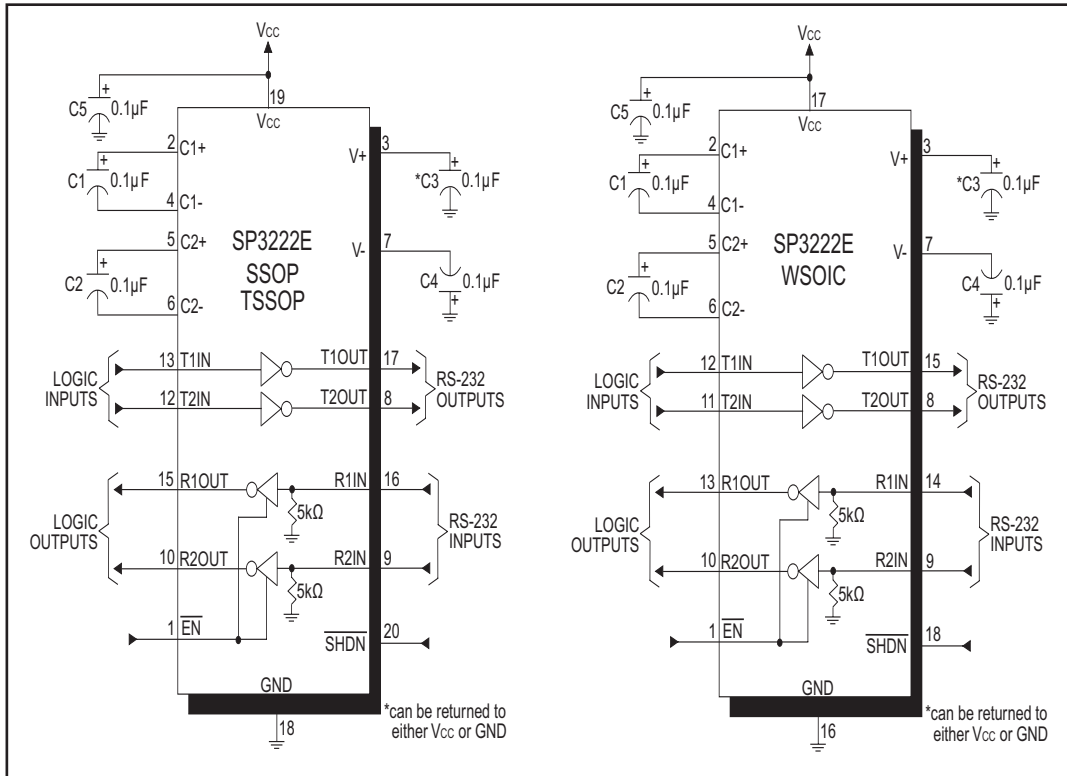 Vcc
C5
+
0.1µF
19
Vcc
2
C1+
+
C1
0.1µF
4
C1-
5
C2+
+
C2
0.1µF
6
C2-
SP3222E
SSOP
TSSOP
V+
3
+
*C3
0.1µF
V-
7
C4
0.1µF
+
LOGIC
INPUTS
13
T1IN
T1OUT
17
12
T2IN
T2OUT
8
RS-232
OUTPUTS
LOGIC
OUTPUTS
15
R1OUT
R1IN
16
5kΩ
10
R2OUT
R2IN
9
5kΩ
RS-232
INPUTS
1
EN
SHDN
20
GND
18
*can be returned to
either Vcc or GND
Vcc
C5
+
0.1µF
17
Vcc
2
C1+
+
C1
0.1µF
4
C1-
5
C2+
+
C2
0.1µF
6
C2-
SP3222E
WSOIC
V+
3
+
*C3
0.1µF
V-
7
C4
0.1µF
+
LOGIC
INPUTS
12
T1IN
T1OUT
15
11
T2IN
T2OUT
8
RS-232
OUTPUTS
LOGIC
OUTPUTS
13
R1OUT
R1IN
14
5kΩ
10
R2OUT
R2IN
9
5kΩ
RS-232
INPUTS
1
EN
SHDN
18
GND
16
*can be returned to
either Vcc or GND